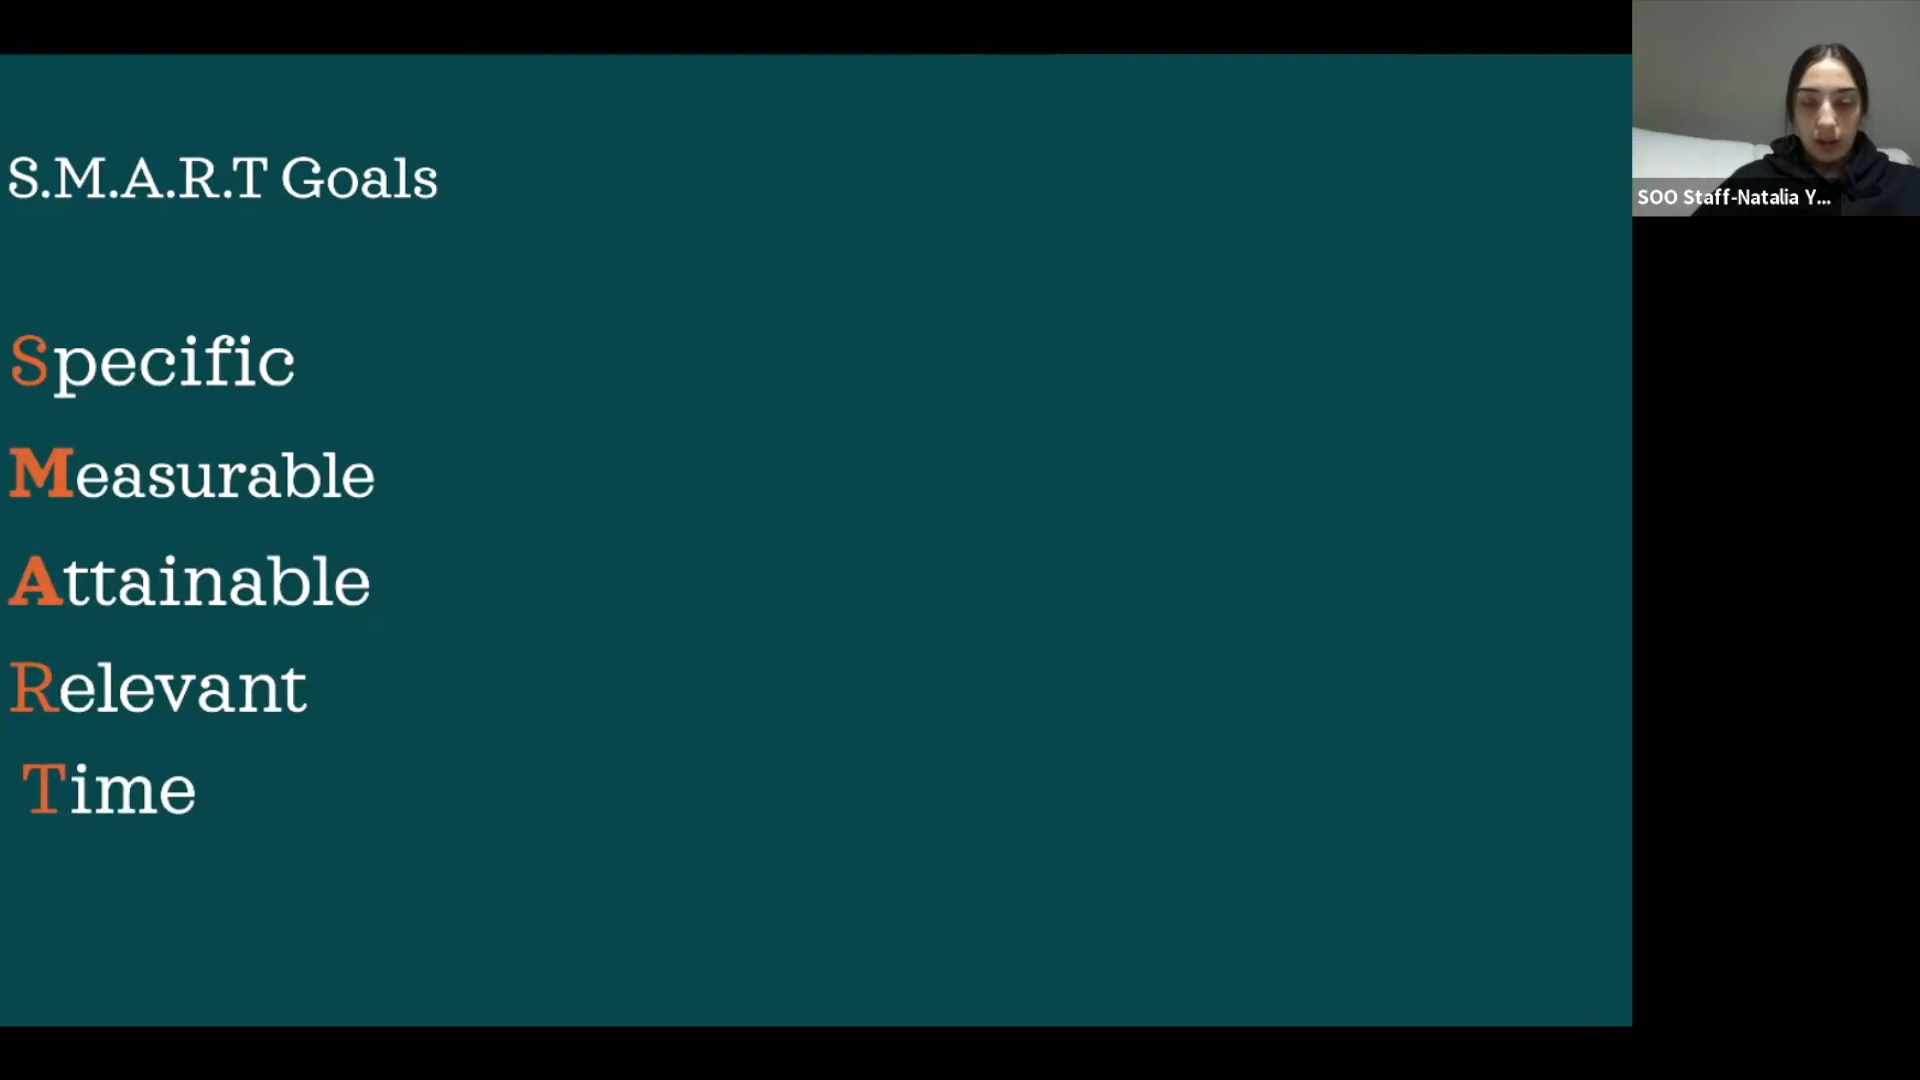 S.M.A.R.T Goals
Specific
Measurable
Attainable
Relevant
Time
SOO Staff-Natalia Y...